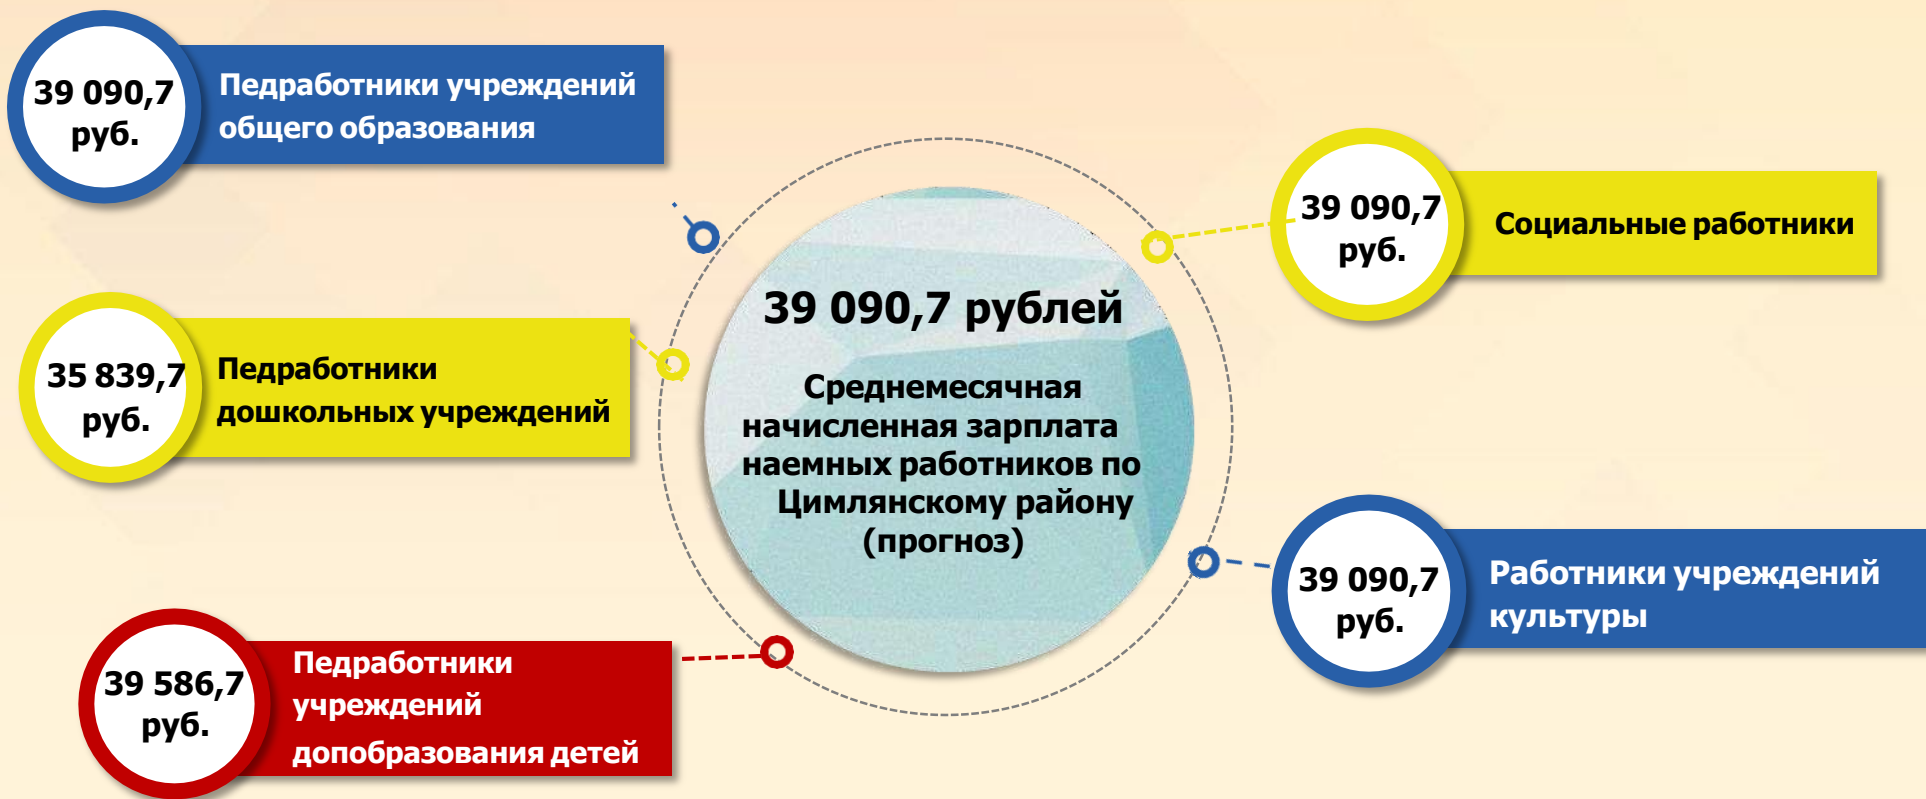 39 090,7
руб.
Педработники учреждений
общего образования
35 839,7
руб.
Педработники
дошкольных учреждений
39 586,7
руб.
Педработники
учреждений
допобразования детей
39 090,7 рублей
Среднемесячная
начисленная зарплата
наемных работников по
Цимлянскому району
(прогноз)
39 090,7
руб.
Социальные работники
39 090,7
руб.
Работники учреждений
культуры